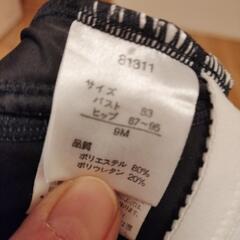 81311
サイズ
バスト 83
ヒップ 87~95
9M
品質
ポリエステル 80%
ポリウレタン 20%